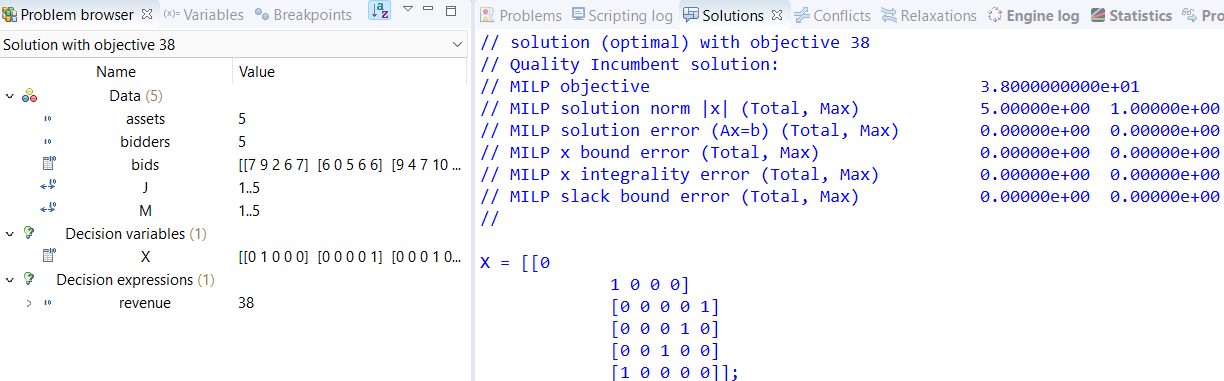 Problem browser (x)= Variables Breakpoints
Solution with objective 38
Name Value
Data (5)
assets 5
bidders 5
bids [[7 9 2 6 7] [6 0 5 6 6] [9 4 7 10 ...
J 1..5
M 1..5
Decision variables (1)
X [[0 1 0 0 0] [0 0 0 0 1] [0 0 0 1 0...
Decision expressions (1)
revenue 38
Problems Scripting log Solutions Conflicts Relaxations Engine log Statistics Pro
// solution (optimal) with objective 38
// Quality Incumbent solution:
// MILP objective 3.8000000000e+01
// MILP solution norm |x| (Total, Max) 5.00000e+00 1.00000e+00
// MILP solution error (Ax=b) (Total, Max) 0.00000e+00 0.00000e+00
// MILP x bound error (Total, Max) 0.00000e+00 0.00000e+00
// MILP x integrality error (Total, Max) 0.00000e+00 0.00000e+00
// MILP slack bound error (Total, Max) 0.00000e+00 0.00000e+00
//
X = [[0
1 0 0 0]
[0 0 0 0 1]
[0 0 0 1 0]
[0 0 1 0 0]
[1 0 0 0 0]];